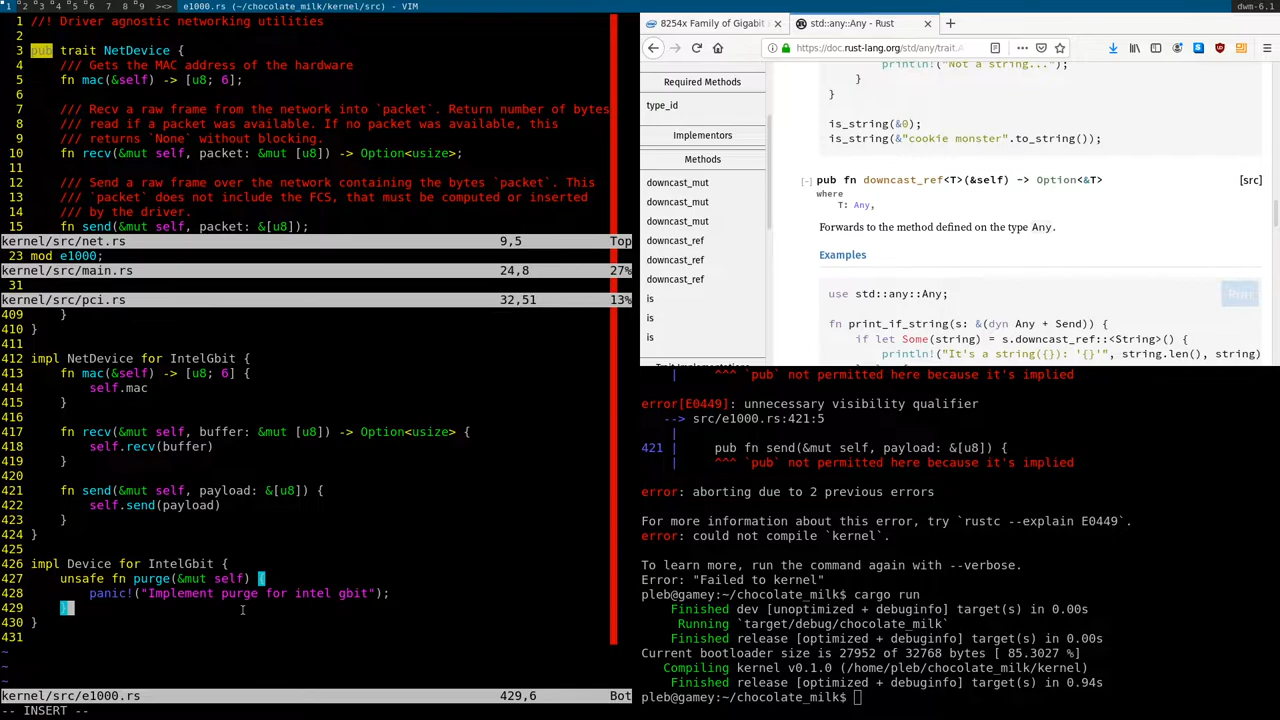 1 2 3 4 5 6 7 8 9 ><> e1000.rs (~/chocolate_milk/kernel/src) - VIM dwm-6.1
1 //! Driver agnostic networking utilities
2
3 pub trait NetDevice {
4 /// Gets the MAC address of the hardware
5 fn mac(&self) -> [u8; 6];
6
7 /// Recv a raw frame from the network into `packet`. Return number of bytes
8 /// read if a packet was available. If no packet was available, this
9 /// returns `None` without blocking.
10 fn recv(&mut self, packet: &mut [u8]) -> Option<usize>;
11
12 /// Send a raw frame over the network containing the bytes `packet`. This
13 /// `packet` does not include the FCS, that must be computed or inserted
14 /// by the driver.
15 fn send(&mut self, packet: &[u8]);
kernel/src/net.rs 9,5 Top
23 mod e1000;
kernel/src/main.rs 24,8 27%
31
kernel/src/pci.rs 32,51 13%
409 }
410 }
411
412 impl NetDevice for IntelGbit {
413 fn mac(&self) -> [u8; 6] {
414 self.mac
415 }
416
417 fn recv(&mut self, buffer: &mut [u8]) -> Option<usize> {
418 self.recv(buffer)
419 }
420
421 fn send(&mut self, payload: &[u8]) {
422 self.send(payload)
423 }
424 }
425
426 impl Device for IntelGbit {
427 unsafe fn purge(&mut self) {
428 panic!("Implement purge for intel gbit");
429 }
430 }
431
~
~
~
kernel/src/e1000.rs 429,6 Bot
-- INSERT --
8254x Family of Gigabit
std::any::Any - Rust
https://doc.rust-lang.org/std/any/trait.A
Required Methods
type_id
Implementors
Methods
downcast_mut
downcast_mut
downcast_mut
downcast_ref
downcast_ref
downcast_ref
is
is
is
Trait Implementations
println!("Not a string...");
}
}
is_string(&0);
is_string(&"cookie monster".to_string());
[-] pub fn downcast_ref<T>(&self) -> Option<&T> [src]
where
T: Any,
Forwards to the method defined on the type Any.
Examples
Run
use std::any::Any;
fn print_if_string(s: &(dyn Any + Send)) {
if let Some(string) = s.downcast_ref::<String>() {
println!("It's a string({}): '{}'", string.len(), string)
| ^^^ `pub` not permitted here because it's implied
error[E0449]: unnecessary visibility qualifier
--> src/e1000.rs:421:5
|
421 | pub fn send(&mut self, payload: &[u8]) {
| ^^^ `pub` not permitted here because it's implied
error: aborting due to 2 previous errors
For more information about this error, try `rustc --explain E0449`.
error: could not compile `kernel`.
To learn more, run the command again with --verbose.
Error: "Failed to kernel"
pleb@gamey:~/chocolate_milk$ cargo run
Finished dev [unoptimized + debuginfo] target(s) in 0.00s
Running `target/debug/chocolate_milk`
Finished release [optimized + debuginfo] target(s) in 0.00s
Current bootloader size is 27952 of 32768 bytes [ 85.3027 %]
Compiling kernel v0.1.0 (/home/pleb/chocolate_milk/kernel)
Finished release [optimized + debuginfo] target(s) in 0.94s
pleb@gamey:~/chocolate_milk$